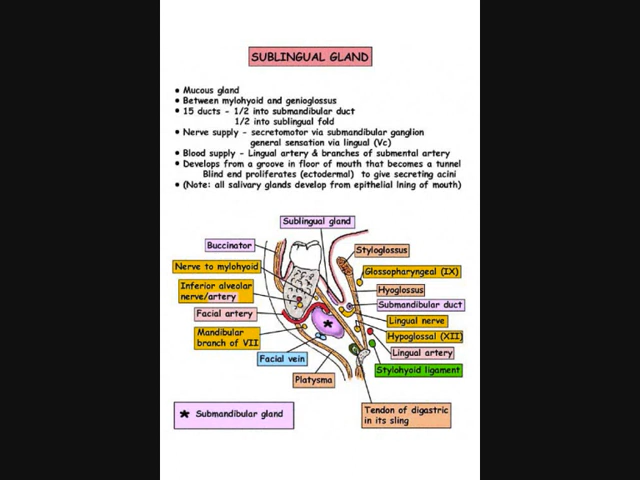 SUBLINGUAL GLAND
• Mucous gland
• Between mylohyoid and genioglossus
• 15 ducts - 1/2 into submandibular duct
1/2 into sublingual fold
• Nerve supply - secretomotor via submandibular ganglion
general sensation via lingual (Vc)
• Blood supply - Lingual artery & branches of submental artery
• Develops from a groove in floor of mouth that becomes a tunnel
Blind end proliferates (ectodermal) to give secreting acini
• (Note: all salivary glands develop from epithelial lning of mouth)
Sublingual gland
Buccinator
Styloglossus
Nerve to mylohyoid
Glossopharyngeal (IX)
Inferior alveolar
nerve/artery
Hyoglossus
Submandibular duct
Facial artery
Lingual nerve
Mandibular
branch of VII
Hypoglossal (XII)
Lingual artery
Facial vein
Stylohyoid ligament
Platysma
* Submandibular gland
Tendon of digastric
in its sling